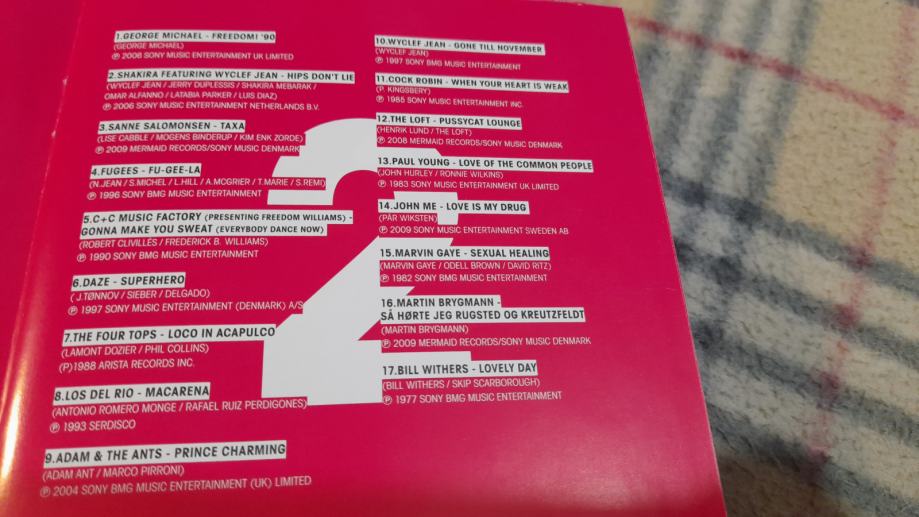 1.GEORGE MICHAEL - FREEDOM! '90
(GEORGE MICHAEL)
℗ 2006 SONY MUSIC ENTERTAINMENT UK LIMITED
2.SHAKIRA FEATURING WYCLEF JEAN - HIPS DON'T LIE
(WYCLEF JEAN / JERRY DUPLESSIS / SHAKIRA MEBARAK /
OMAR ALFANNO / LATABIA PARKER / LUIS DIAZ)
℗ 2006 SONY MUSIC ENTERTAINMENT NETHERLANDS B.V.
3.SANNE SALOMONSEN - TAXA
(LISE CABBLE / MOGENS BINDERUP / KIM ENK ZORDE)
℗ 2009 MERMAID RECORDS/SONY MUSIC DENMARK
4.FUGEES - FU-GEE-LA
(N.JEAN / S.MICHEL / L.HILL / A.MCGRIER / T.MARIE / S.REMI)
℗ 1996 SONY BMG MUSIC ENTERTAINMENT
5.C+C MUSIC FACTORY (PRESENTING FREEDOM WILLIAMS) -
GONNA MAKE YOU SWEAT (EVERYBODY DANCE NOW)
(ROBERT CLIVILLÉS / FREDERICK B. WILLIAMS)
℗ 1990 SONY BMG MUSIC ENTERTAINMENT
6.DAZE - SUPERHERO
( J.TØNNOV / SIEBER / DELGADO)
℗ 1997 SONY MUSIC ENTERTAINMENT (DENMARK) A/S
7.THE FOUR TOPS - LOCO IN ACAPULCO
(LAMONT DOZIER / PHIL COLLINS)
(P)1988 ARISTA RECORDS INC.
8.LOS DEL RIO - MACARENA
(ANTONIO ROMERO MONGE / RAFAEL RUIZ PERDIGONES)
℗ 1993 SERDISCO
9.ADAM & THE ANTS - PRINCE CHARMING
(ADAM ANT / MARCO PIRRONI)
℗ 2004 SONY BMG MUSIC ENTERTAINMENT (UK) LIMITED
10.WYCLEF JEAN - GONE TILL NOVEMBER
(WYCLEF JEAN)
℗ 1997 SONY BMG MUSIC ENTERTAINMENT
11.COCK ROBIN - WHEN YOUR HEART IS WEAK
(P. KINGSBERY)
℗ 1985 SONY MUSIC ENTERTAINMENT INC.
12.THE LOFT - PUSSYCAT LOUNGE
(HENRIK LUND / THE LOFT)
℗ 2008 MERMAID RECORDS/SONY MUSIC DENMARK
13.PAUL YOUNG - LOVE OF THE COMMON PEOPLE
(JOHN HURLEY / RONNIE WILKINS)
℗ 1983 SONY MUSIC ENTERTAINMENT UK LIMITED
14.JOHN ME - LOVE IS MY DRUG
(PÄR WIKSTEN)
℗ 2009 SONY MUSIC ENTERTAINMENT SWEDEN AB
15.MARVIN GAYE - SEXUAL HEALING
(MARVIN GAYE / ODELL BROWN / DAVID RITZ)
℗ 1982 SONY BMG MUSIC ENTERTAINMENT
16.MARTIN BRYGMANN -
SÅ HØRTE JEG RUGSTED OG KREUTZFELDT
(MARTIN BRYGMANN)
℗ 2009 MERMAID RECORDS/SONY MUSIC DENMARK
17.BILL WITHERS - LOVELY DAY
(BILL WITHERS / SKIP SCARBOROUGH)
℗ 1977 SONY BMG MUSIC ENTERTAINMENT
2